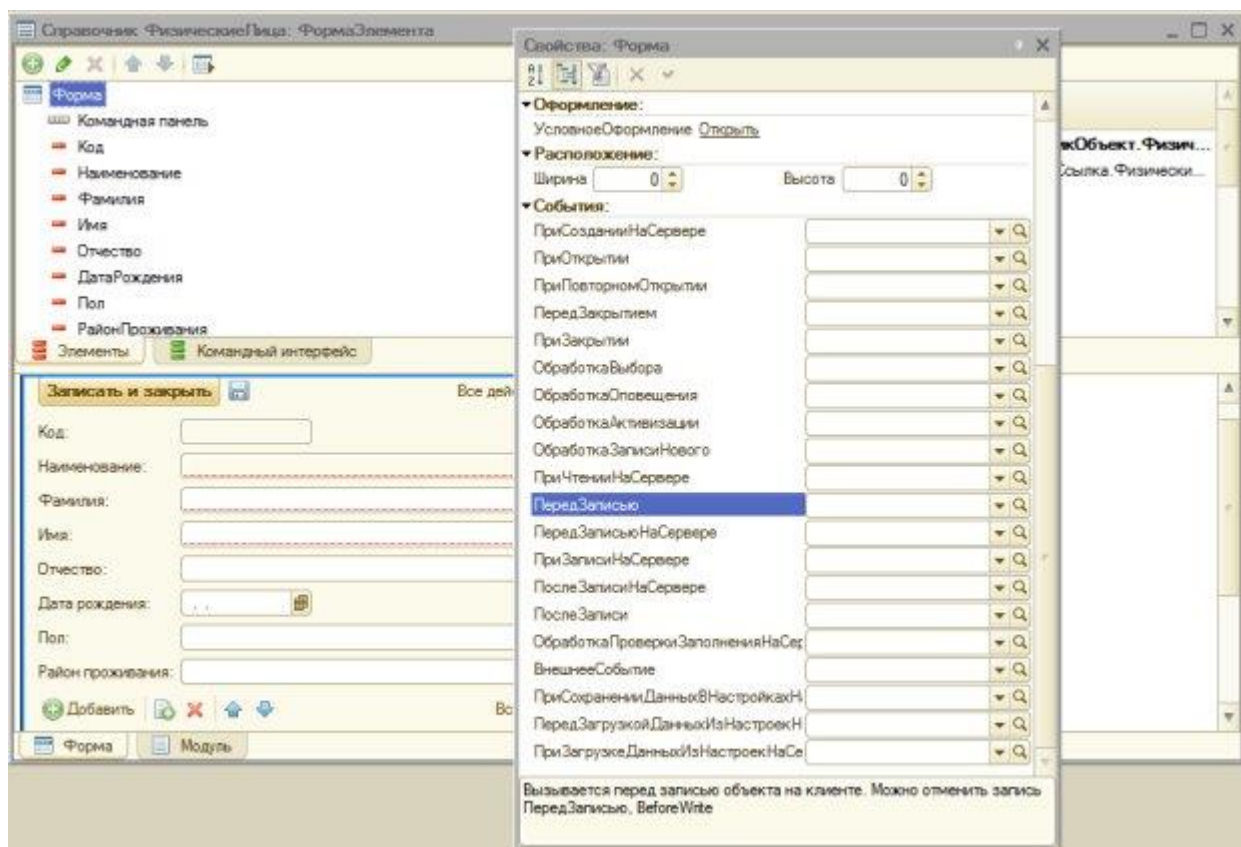 Справочник ФизическиеЛица: ФормаЭлемента
Форма
Командная панель
Код
Наименование
Фамилия
Имя
Отчество
ДатаРождения
Пол
РайонПроживания
Элементы
Командный интерфейс
Записать и закрыть
Все дей
Код:
Наименование:
Фамилия:
Имя:
Отчество:
Дата рождения:
. .
Пол:
Район проживания:
Добавить
Вс
Форма
Модуль
Свойства: Форма
Оформление:
УсловноеОформление Открыть
Расположение:
Ширина 0 Высота 0
События:
ПриСозданииНаСервере
ПриОткрытии
ПриПовторномОткрытии
ПередЗакрытием
ПриЗакрытии
ОбработкаВыбора
ОбработкаОповещения
ОбработкаАктивизации
ОбработкаЗаписиНового
ПриЧтенииНаСервере
ПередЗаписью
ПередЗаписьюНаСервере
ПриЗаписиНаСервере
ПослеЗаписиНаСервере
ПослеЗаписи
ОбработкаПроверкиЗаполненияНаСер
ВнешнееСобытие
ПриСохраненииДанныхВНастройкахН
ПередЗагрузкойДанныхИзНастроекН
ПриЗагрузкеДанныхИзНастроекНаСе
Вызывается перед записью объекта на клиенте. Можно отменить запись
ПередЗаписью, BeforeWrite
кОбъект.Физич...
Ссылка.Физически...